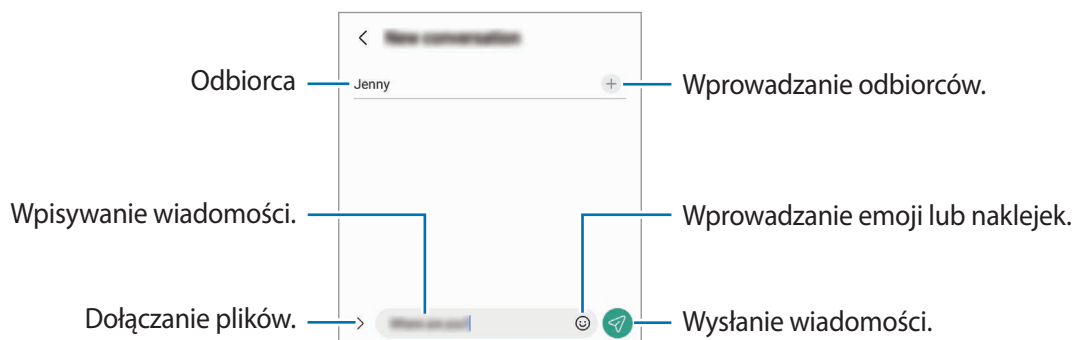 Odbiorca
Jenny
Wprowadzanie odbiorców.
Wpisywanie wiadomości.
Wprowadzanie emoji lub naklejek.
Dołączanie plików.
Wysłanie wiadomości.